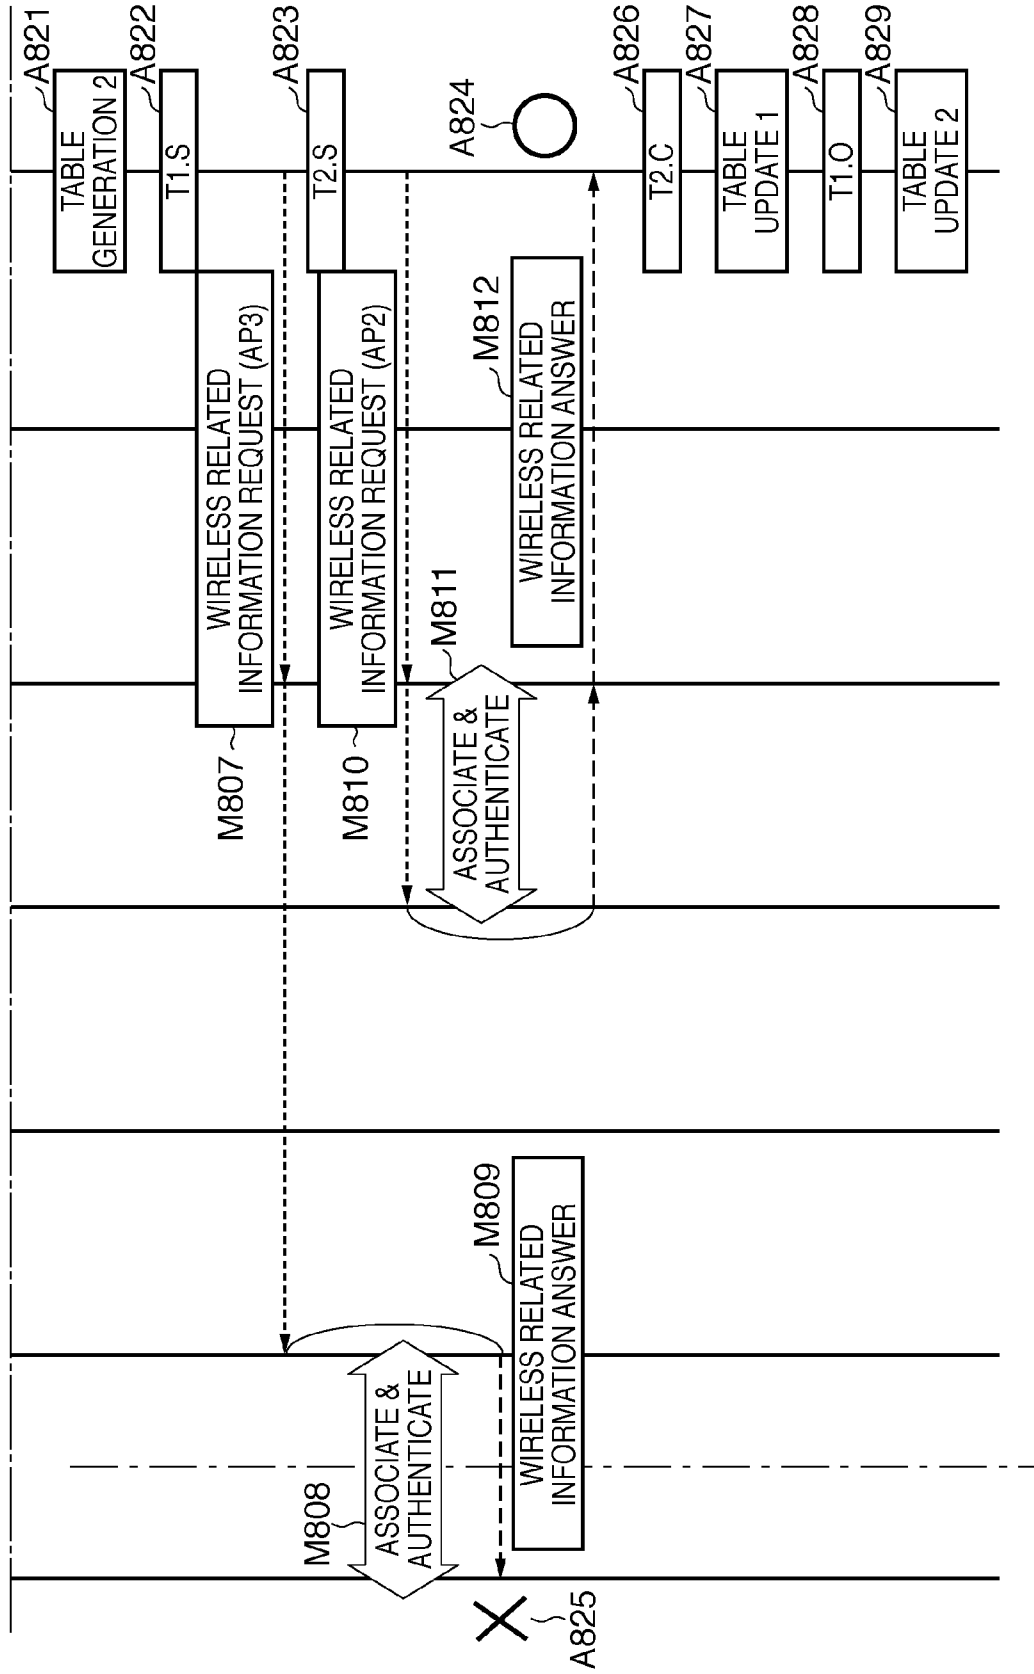 A821
TABLE
GENERATION 2
A822
T1.S
M807
WIRELESS RELATED
INFORMATION REQUEST (AP3)
A823
T2.S
M810
WIRELESS RELATED
INFORMATION REQUEST (AP2)
M808
ASSOCIATE &
AUTHENTICATE
M811
ASSOCIATE &
AUTHENTICATE
A824
A825
M809
WIRELESS RELATED
INFORMATION ANSWER
M812
WIRELESS RELATED
INFORMATION ANSWER
A826
T2.C
A827
TABLE
UPDATE 1
A828
T1.O
A829
TABLE
UPDATE 2